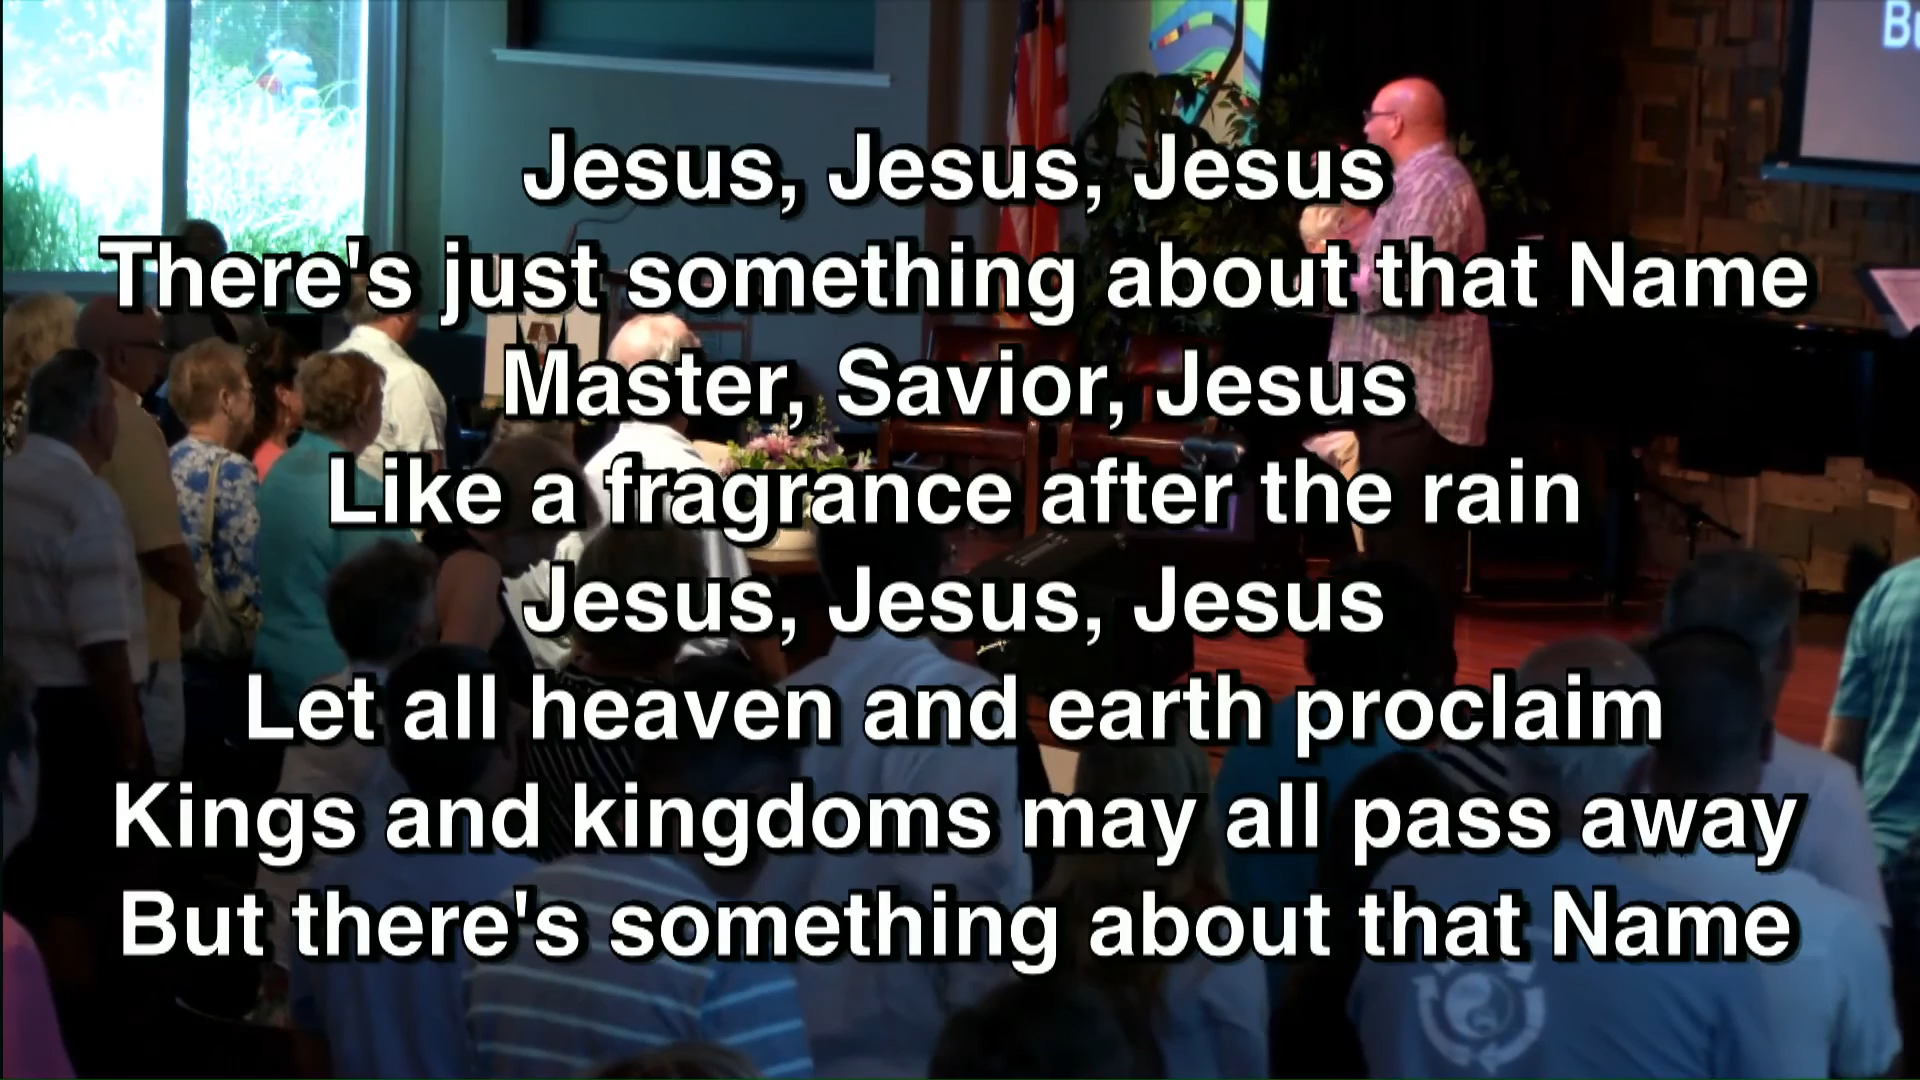 Jesus, Jesus, Jesus
There's just something about that Name
Master, Savior, Jesus
Like a fragrance after the rain
Jesus, Jesus, Jesus
Let all heaven and earth proclaim
Kings and kingdoms may all pass away
But there's something about that Name